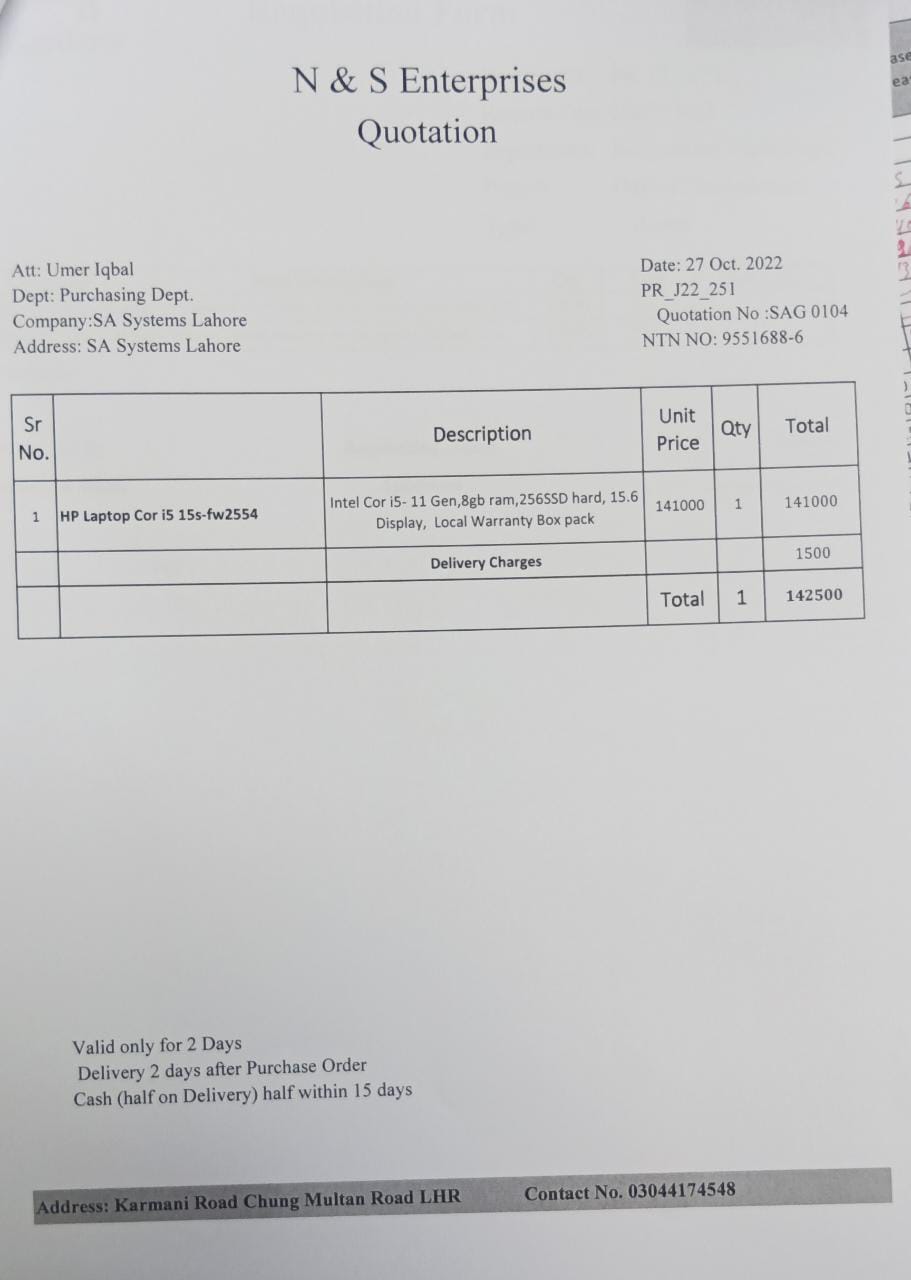 N & S Enterprises
Quotation
Att: Umer Iqbal
Dept: Purchasing Dept.
Company:SA Systems Lahore
Address: SA Systems Lahore
Date: 27 Oct. 2022
PR_J22_251
Quotation No :SAG 0104
NTN NO: 9551688-6
Sr No. Description Unit Price Qty Total
1 HP Laptop Cor i5 15s-fw2554 Intel Cor i5- 11 Gen,8gb ram,256SSD hard, 15.6 141000 1 141000
Display, Local Warranty Box pack
Delivery Charges 1500
Total 1 142500
Valid only for 2 Days
Delivery 2 days after Purchase Order
Cash (half on Delivery) half within 15 days
Address: Karmani Road Chung Multan Road LHR Contact No. 03044174548